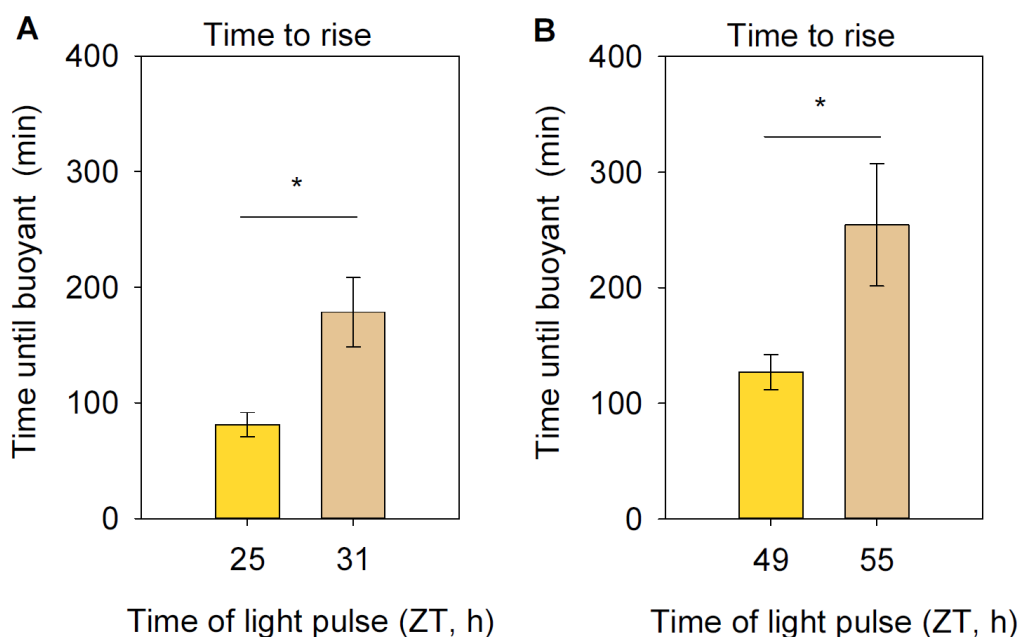 A
Time to rise
400
300
200
100
0
Time until buoyant (min)
*
25 31
Time of light pulse (ZT, h)
B
Time to rise
400
300
200
100
0
Time until buoyant (min)
*
49 55
Time of light pulse (ZT, h)